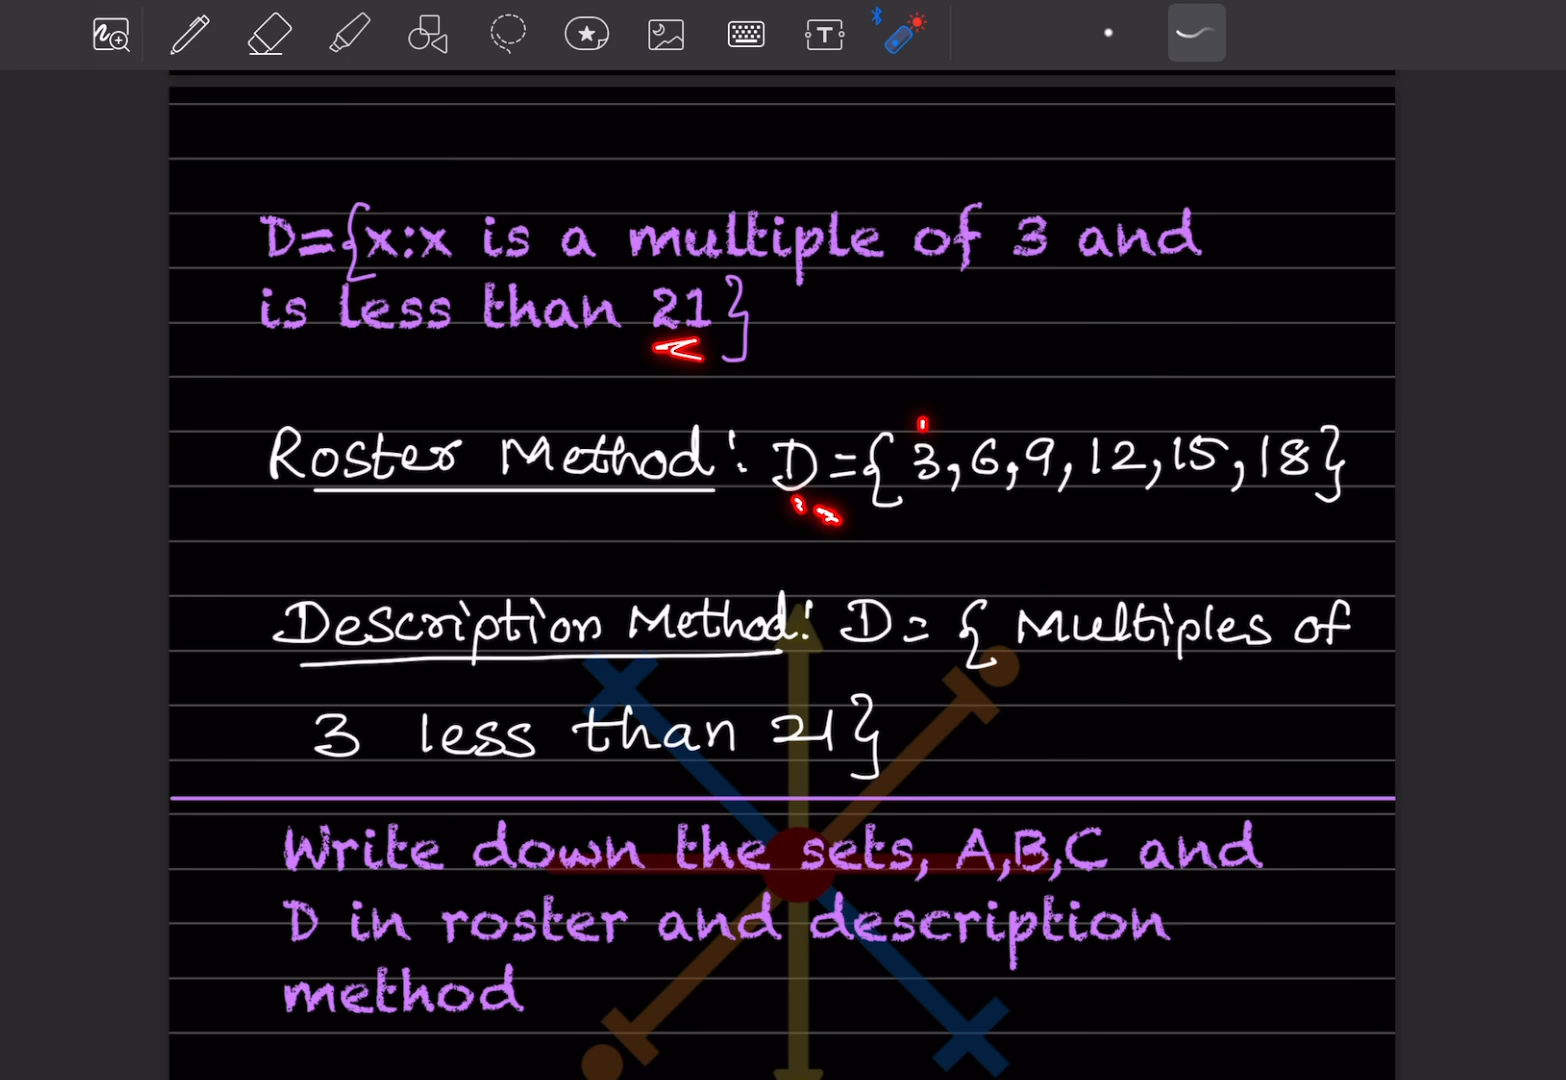 D={x:x is a multiple of 3 and
is less than 21}
Roster Method: D={3,6,9,12,15,18}
Description Method: D= {Multiples of
3 less than 21}
Write down the sets, A,B,C and
D in roster and description
method